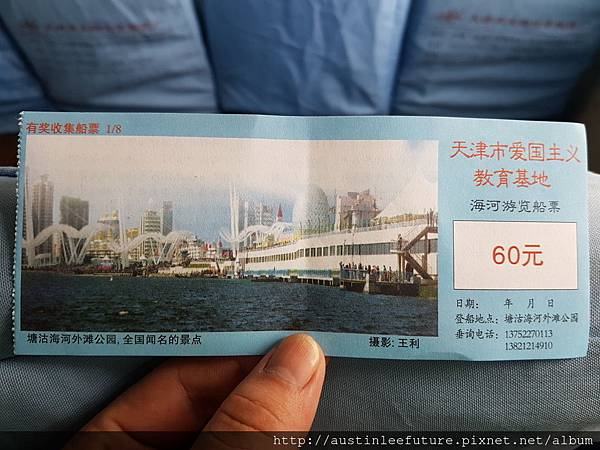 有奖收集船票 1/8
天津市爱国主义
教育基地
海河游览船票
60元
日期： 年 月 日
登船地点：塘沽海河外滩公园
垂询电话：13752270113
13821214910
塘沽海河外滩公园,全国闻名的景点
摄影:王利
http://austinleefuture.pixnet.net/album